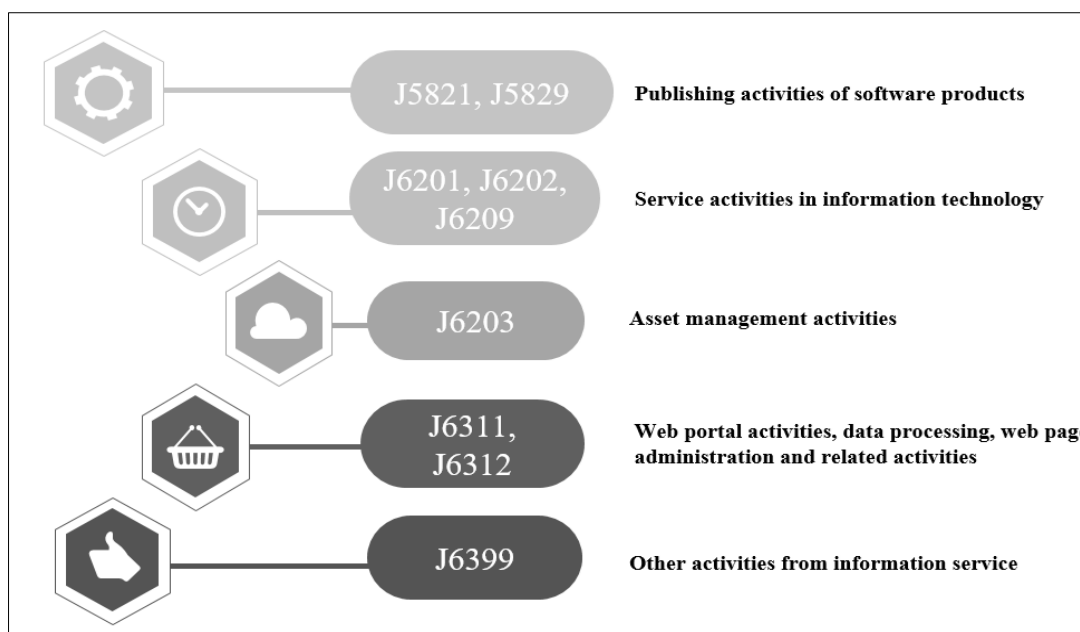 J5821, J5829
Publishing activities of software products
J6201, J6202,
J6209
Service activities in information technology
J6203
Asset management activities
J6311,
J6312
Web portal activities, data processing, web page
administration and related activities
J6399
Other activities from information service